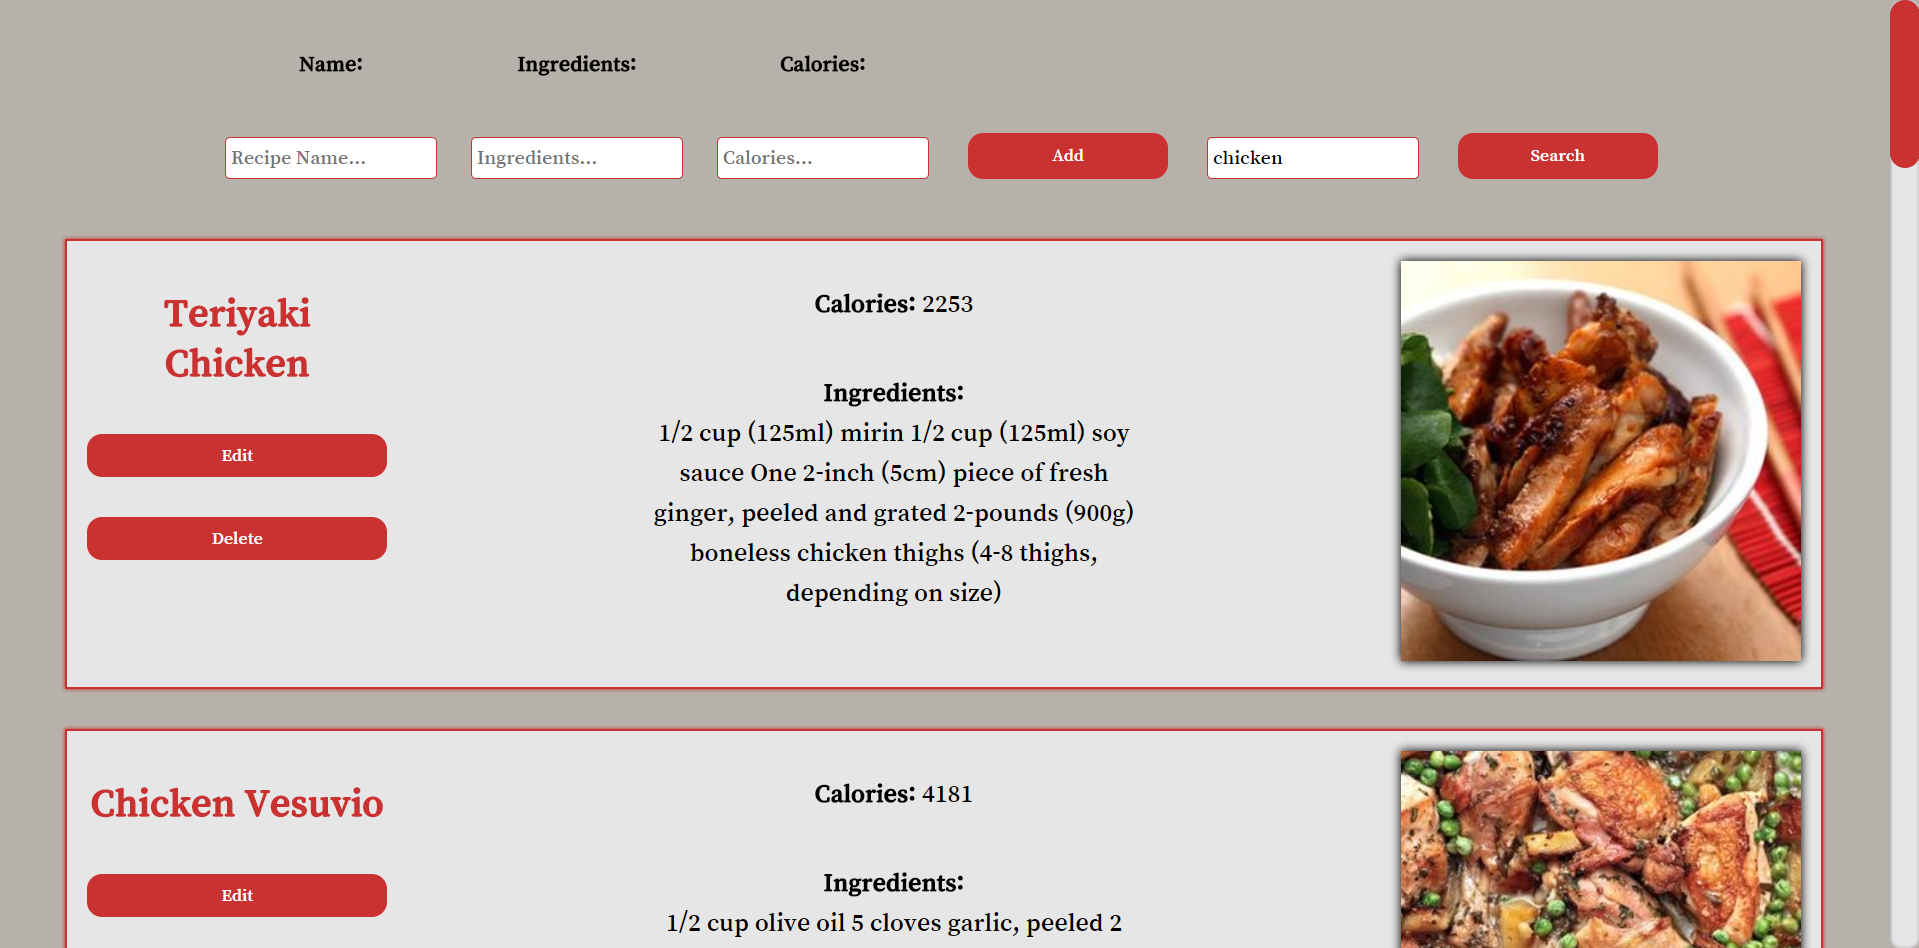 Name: Ingredients: Calories:
Recipe Name... Ingredients... Calories... Add chicken Search
Teriyaki
Chicken
Edit
Delete
Calories: 2253
Ingredients:
1/2 cup (125ml) mirin 1/2 cup (125ml) soy
sauce One 2-inch (5cm) piece of fresh
ginger, peeled and grated 2-pounds (900g)
boneless chicken thighs (4-8 thighs,
depending on size)
Chicken Vesuvio
Edit
Calories: 4181
Ingredients:
1/2 cup olive oil 5 cloves garlic, peeled 2